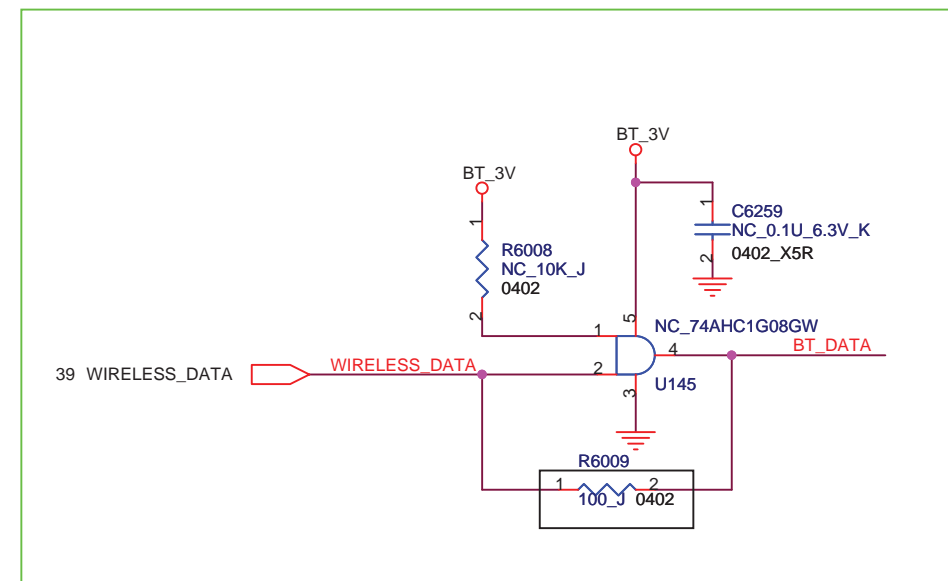 BT_3V
BT_3V
1
C6259
NC_0.1U_6.3V_K
0402_X5R
2
1
R6008
NC_10K_J
0402
2
5
NC_74AHC1G08GW
1
4
BT_DATA
39 WIRELESS_DATA
WIRELESS_DATA
2
U145
3
R6009
1
2
100_J 0402